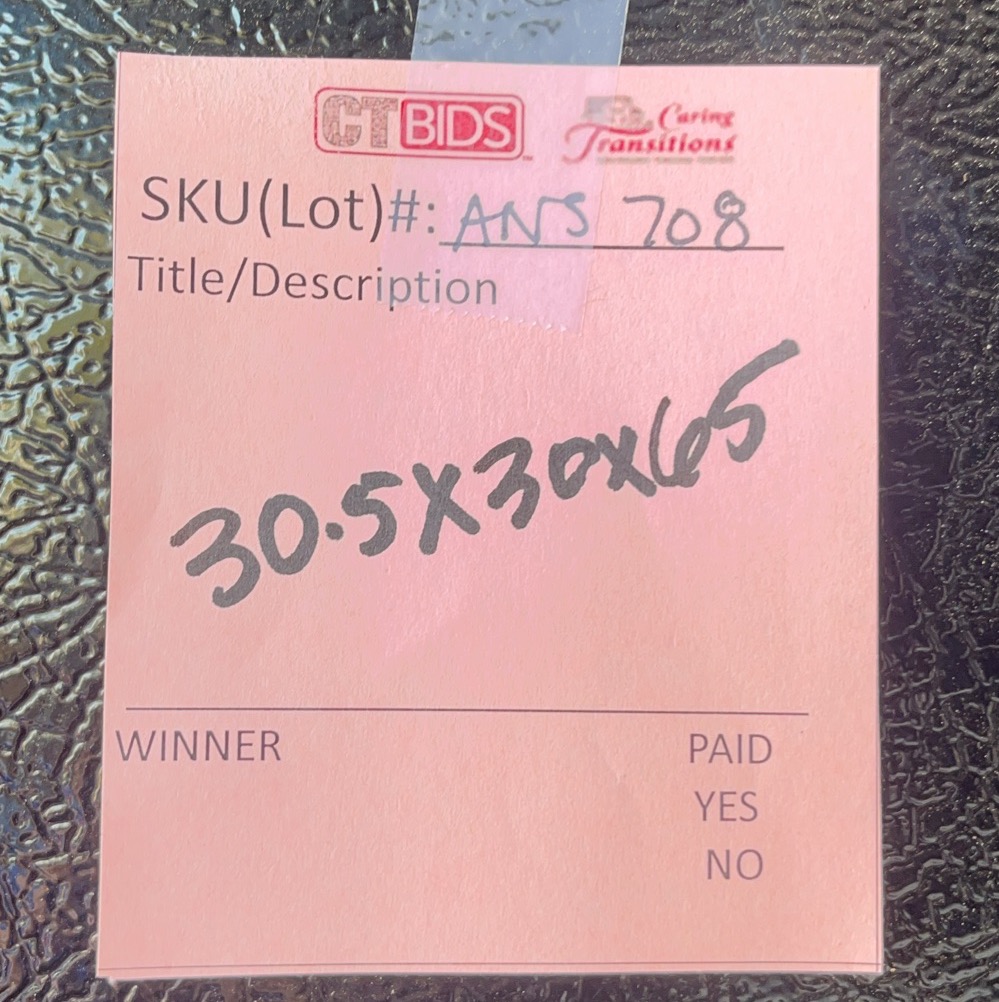 CTBIDS
Caring
Transitions
SKU(Lot)#: ANS 708
Title/Description
30.5X30X65
WINNER PAID
YES
NO